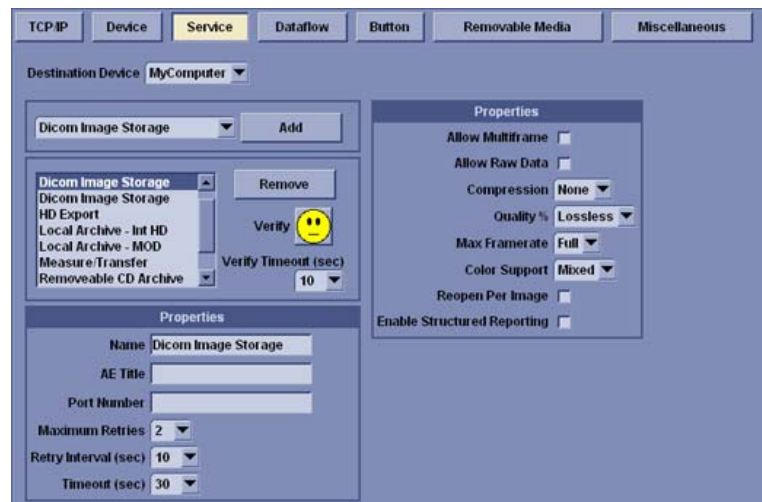 TCP/IP
Device
Service
Dataflow
Button
Removable Media
Miscellaneous
Destination Device MyComputer
Dicom Image Storage
Add
Dicom Image Storage
Dicom Image Storage
HD Export
Local Archive - Int HD
Local Archive - MOD
Measure/Transfer
Removeable CD Archive
Remove
Verify
Verify Timeout (sec)
10
Properties
Name Dicom Image Storage
AE Title
Port Number
Maximum Retries 2
Retry Interval (sec) 10
Timeout (sec) 30
Properties
Allow Multiframe
Allow Raw Data
Compression None
Quality % Lossless
Max Framerate Full
Color Support Mixed
Reopen Per Image
Enable Structured Reporting